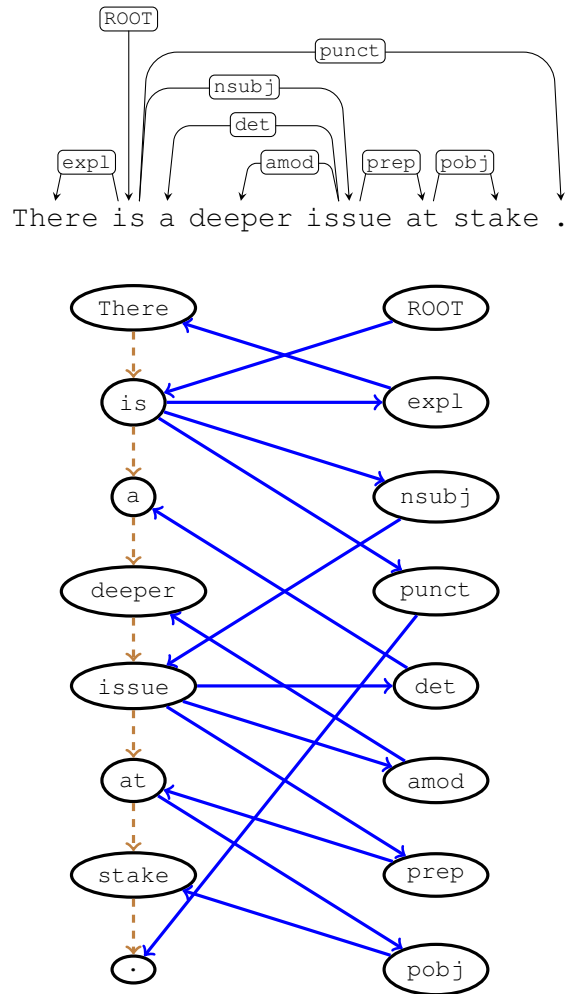 ROOT
punct
nsubj
det
expl amod prep pobj
There is a deeper issue at stake .
There ROOT
is expl
a nsubj
deeper punct
issue det
at amod
stake prep
. pobj